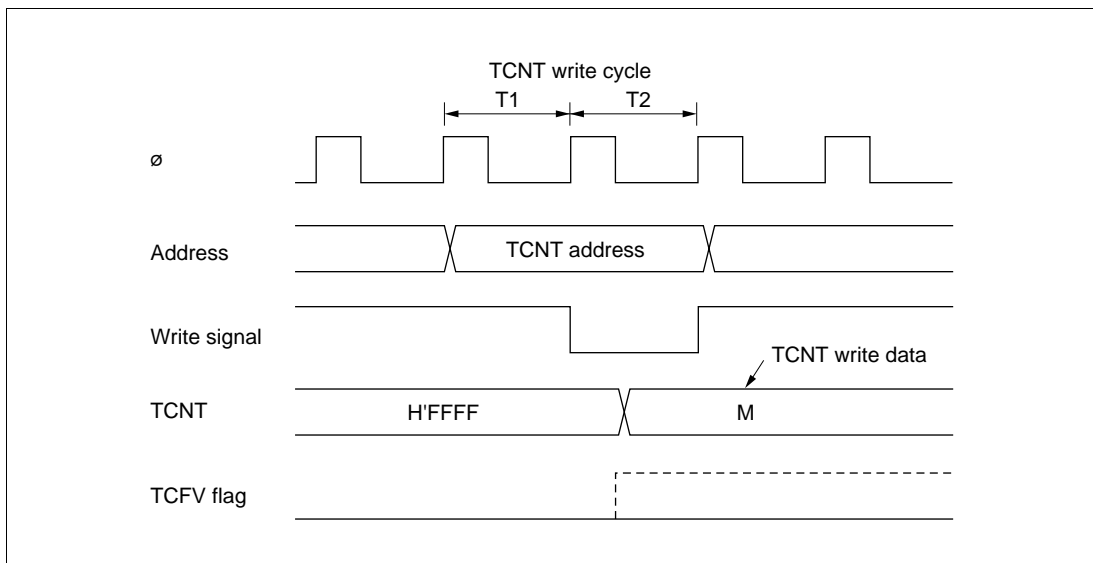 TCNT write cycle
T1 T2
ø
Address TCNT address
Write signal
TCNT write data
TCNT H'FFFF M
TCFV flag